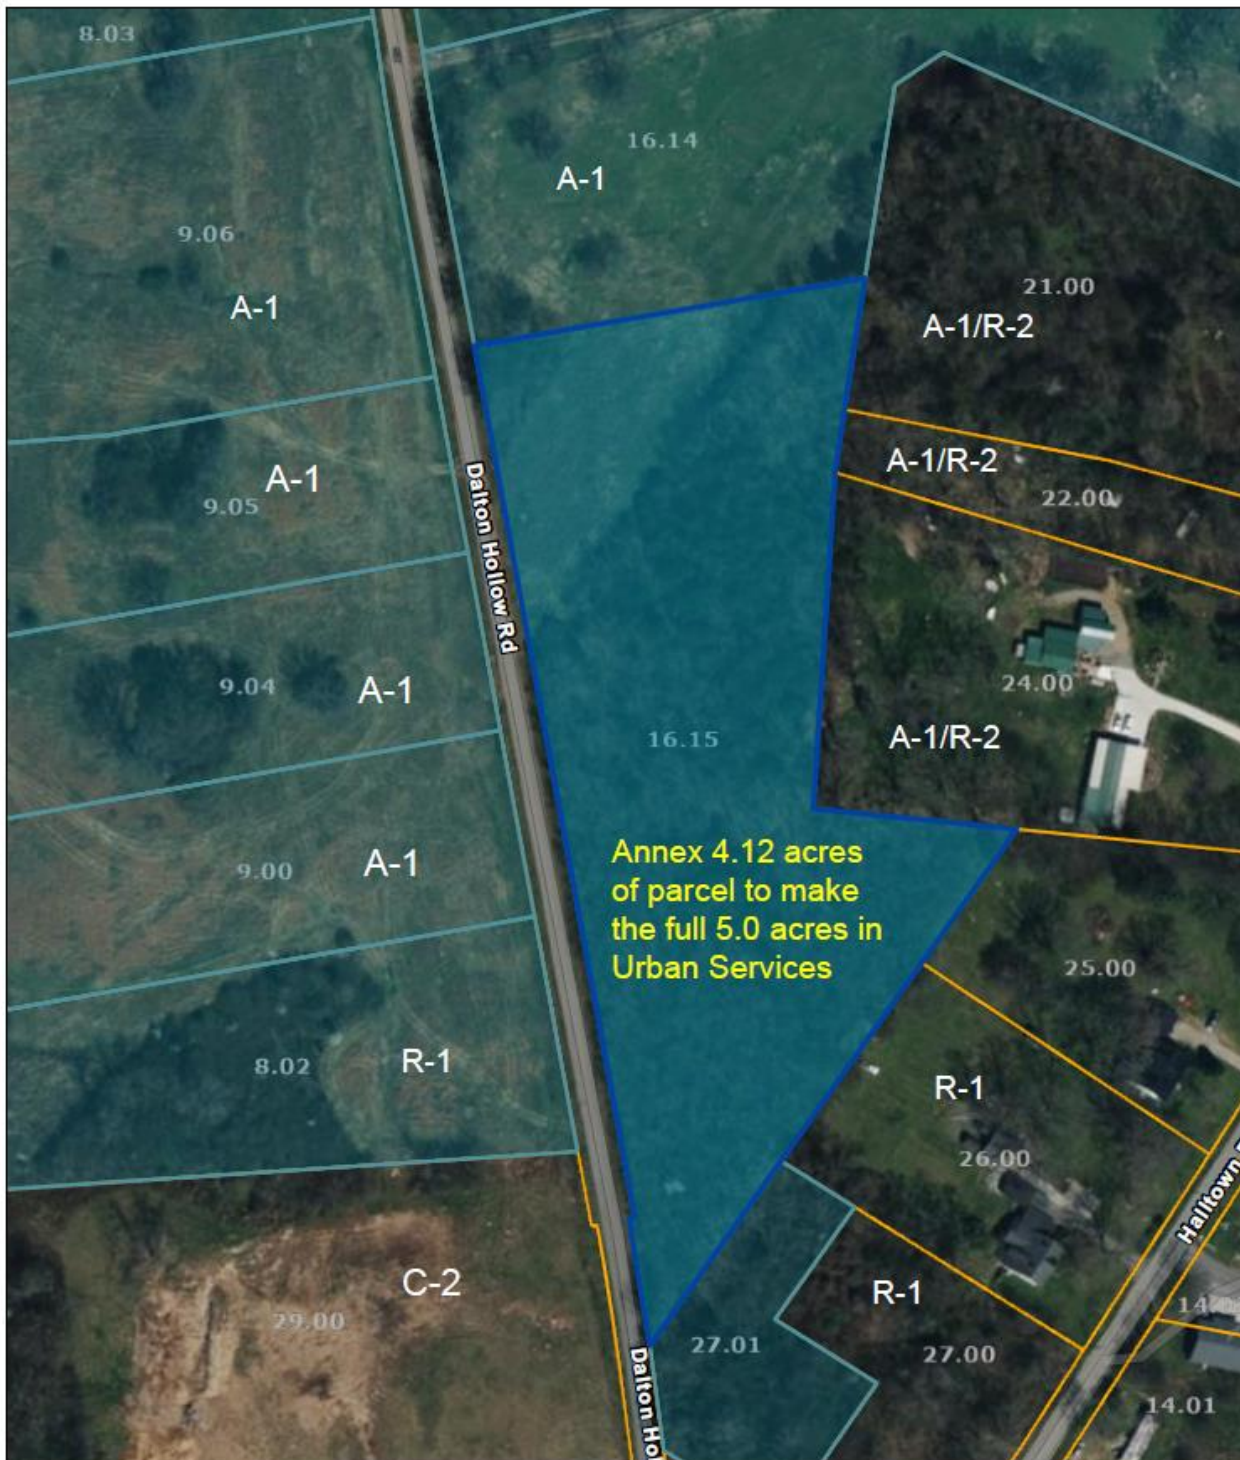 8.03
16.14
A-1
9.06
A-1
21.00
A-1/R-2
A-1/R-2
22.00
A-1
9.05
Dalton Hollow Rd
9.04
A-1
24.00
A-1/R-2
16.15
9.00
A-1
Annex 4.12 acres
of parcel to make
the full 5.0 acres in
Urban Services
25.00
8.02
R-1
R-1
26.00
Halltown
C-2
29.00
R-1
27.00
27.01
Dalton Hol
14.01